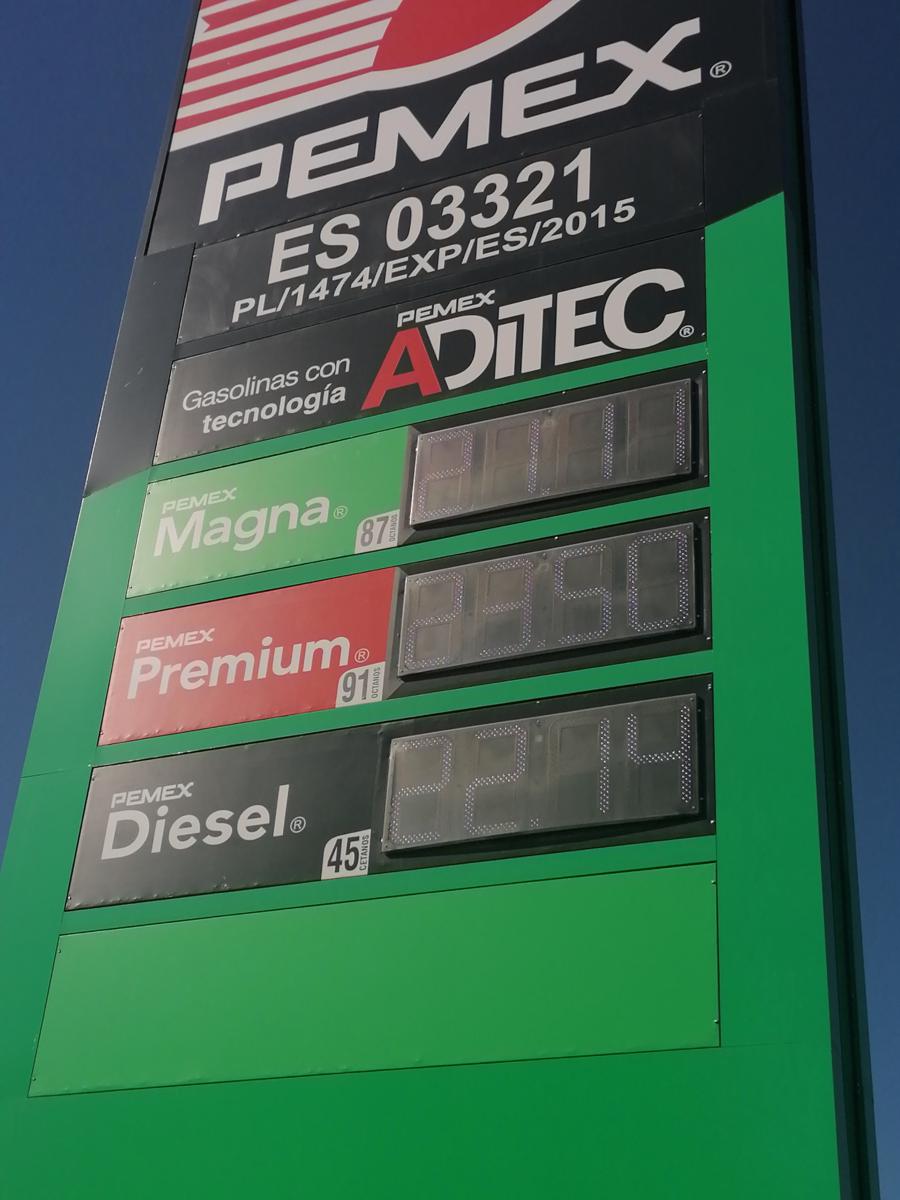 PEMEX®
ES 03321
PL/1474/EXP/ES/2015
Gasolinas con
tecnología
PEMEX
ADiTEC®
PEMEX
Magna®
87
OCTANOS
21.11
PEMEX
Premium®
91
OCTANOS
23.90
PEMEX
Diesel®
45
CETANOS
22.14